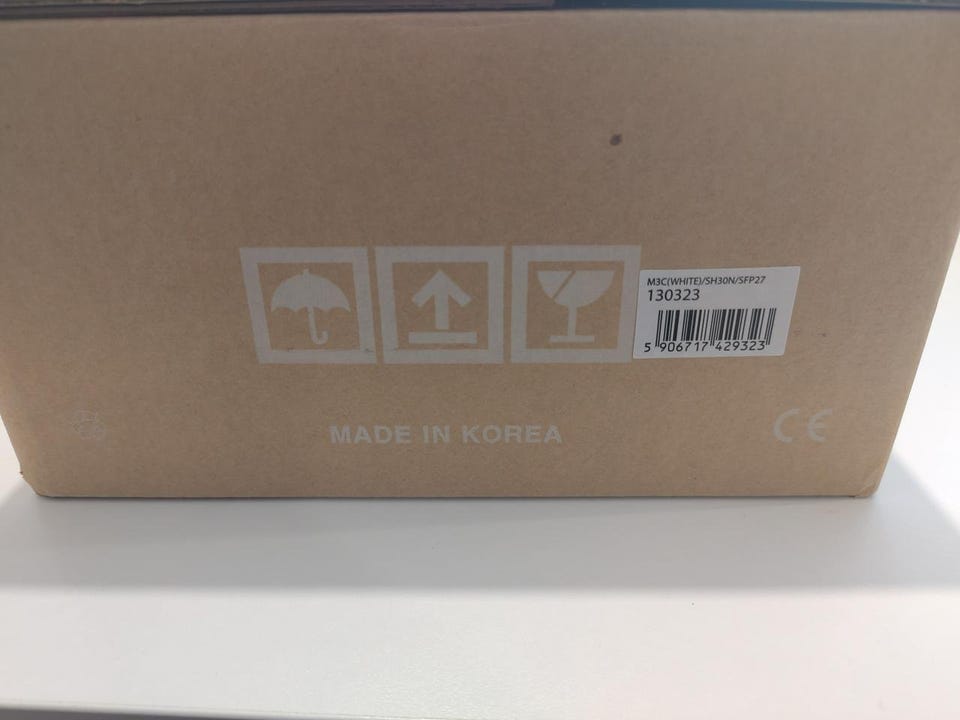 M3C(WHITE)/SH30N/SFP27
130323
5 906717 429323
MADE IN KOREA
CE